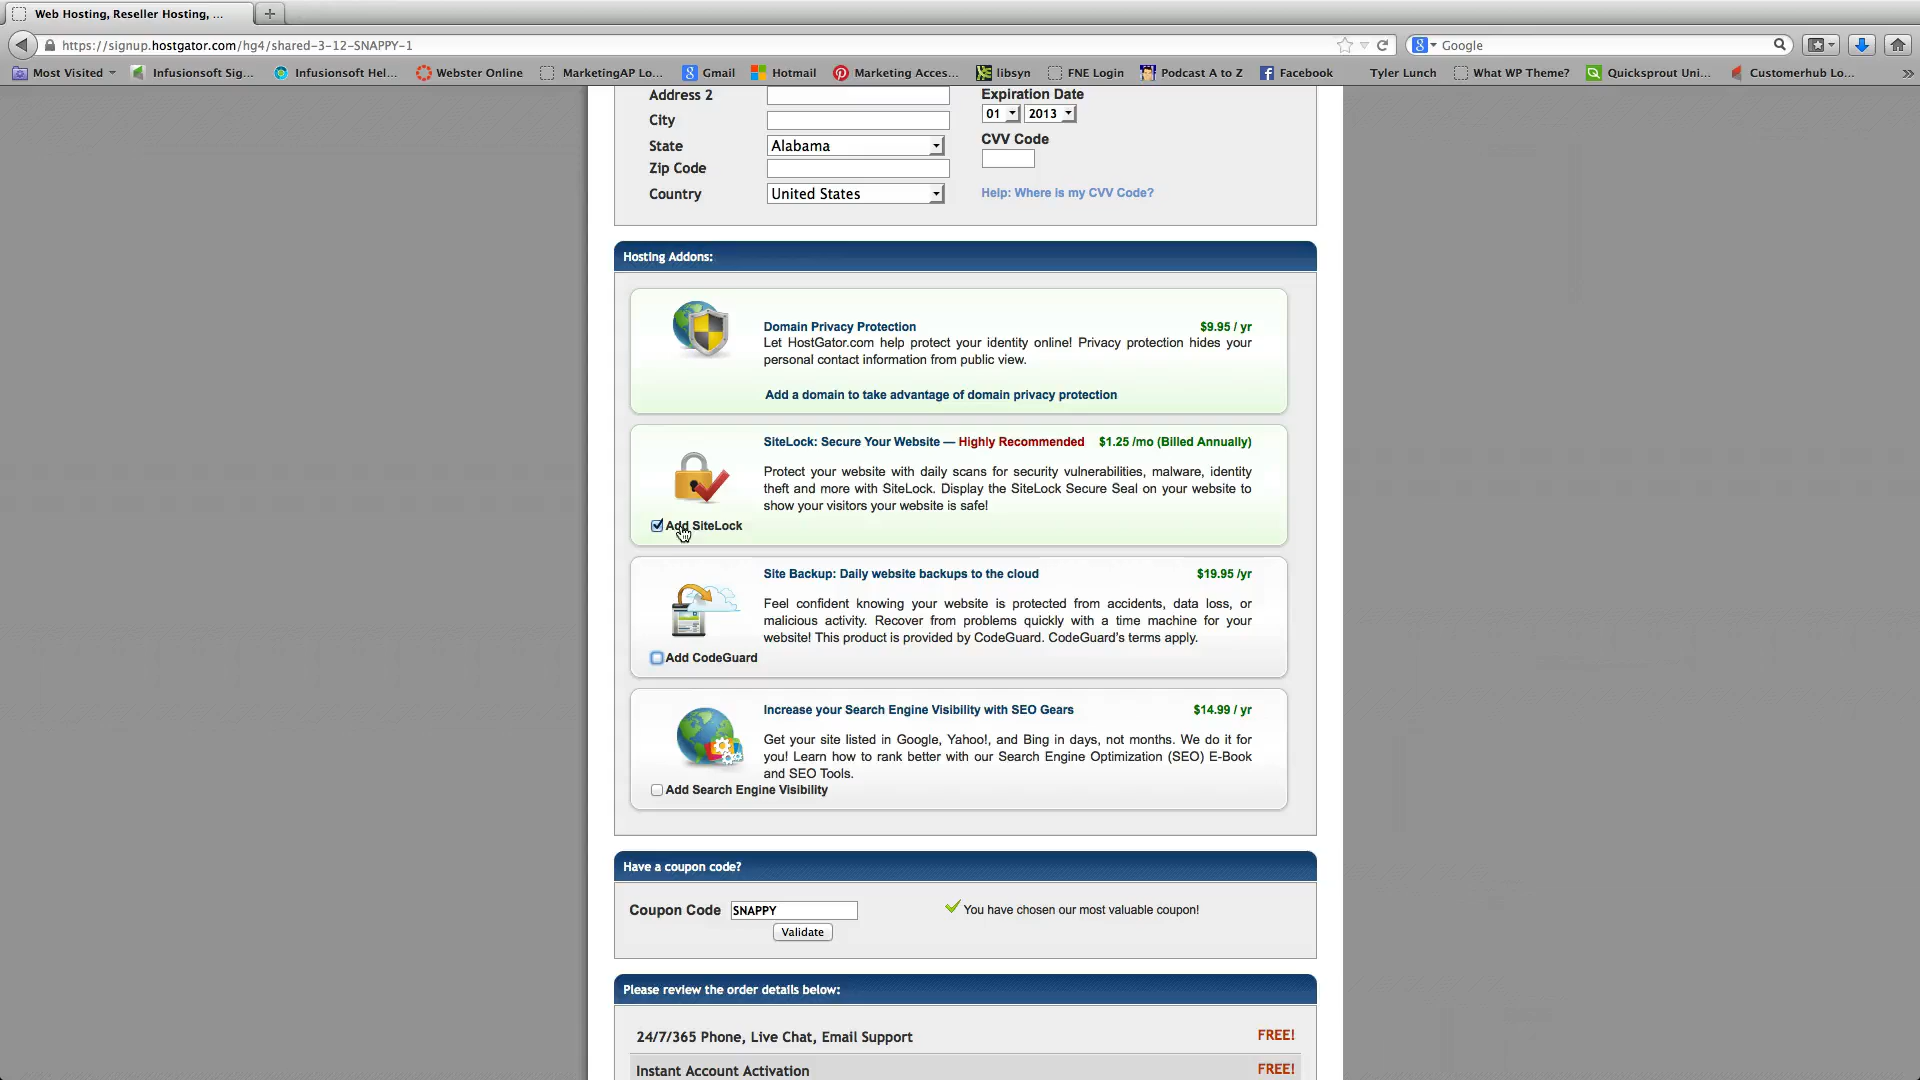 Web Hosting, Reseller Hosting, ...
https://signup.hostgator.com/hg4/shared-3-12-SNAPPY-1
Google
Most Visited
Infusionsoft Sig...
Infusionsoft Hel...
Webster Online
MarketingAP Lo...
Gmail
Hotmail
Marketing Acces...
libsyn
FNE Login
Podcast A to Z
Facebook
Tyler Lunch
What WP Theme?
Quicksprout Uni...
Customerhub Lo...
Address 2
City
State
Alabama
Zip Code
Country
United States
Expiration Date
01
2013
CVV Code
Help: Where is my CVV Code?
Hosting Addons:
Domain Privacy Protection $9.95 / yr
Let HostGator.com help protect your identity online! Privacy protection hides your
personal contact information from public view.
Add a domain to take advantage of domain privacy protection
SiteLock: Secure Your Website — Highly Recommended $1.25 /mo (Billed Annually)
Protect your website with daily scans for security vulnerabilities, malware, identity
theft and more with SiteLock. Display the SiteLock Secure Seal on your website to
show your visitors your website is safe!
Add SiteLock
Site Backup: Daily website backups to the cloud $19.95 /yr
Feel confident knowing your website is protected from accidents, data loss, or
malicious activity. Recover from problems quickly with a time machine for your
website! This product is provided by CodeGuard. CodeGuard's terms apply.
Add CodeGuard
Increase your Search Engine Visibility with SEO Gears $14.99 / yr
Get your site listed in Google, Yahoo!, and Bing in days, not months. We do it for
you! Learn how to rank better with our Search Engine Optimization (SEO) E-Book
and SEO Tools.
Add Search Engine Visibility
Have a coupon code?
Coupon Code SNAPPY
You have chosen our most valuable coupon!
Validate
Please review the order details below:
24/7/365 Phone, Live Chat, Email Support FREE!
Instant Account Activation FREE!